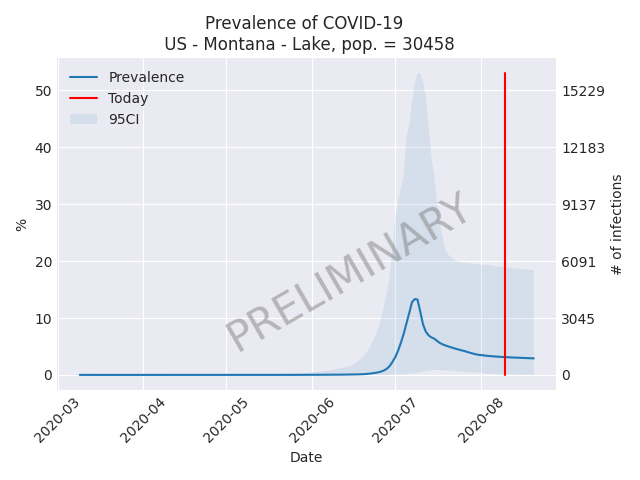 Prevalence of COVID-19
US - Montana - Lake, pop. = 30458
Prevalence
Today
95CI
PRELIMINARY
%
50
40
30
20
10
0
15229
12183
9137
6091
3045
0
# of infections
2020-03
2020-04
2020-05
2020-06
2020-07
2020-08
Date